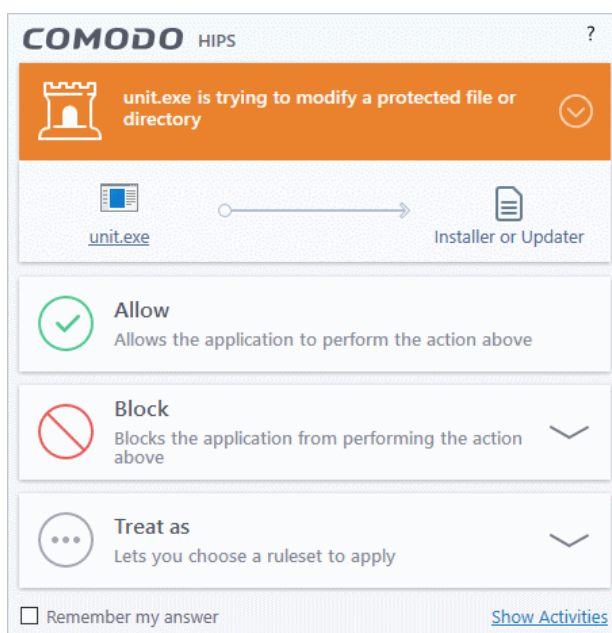 COMODO HIPS ?
unit.exe is trying to modify a protected file or
directory
unit.exe Installer or Updater
Allow
Allows the application to perform the action above
Block
Blocks the application from performing the action
above
Treat as
Lets you choose a ruleset to apply
Remember my answer Show Activities